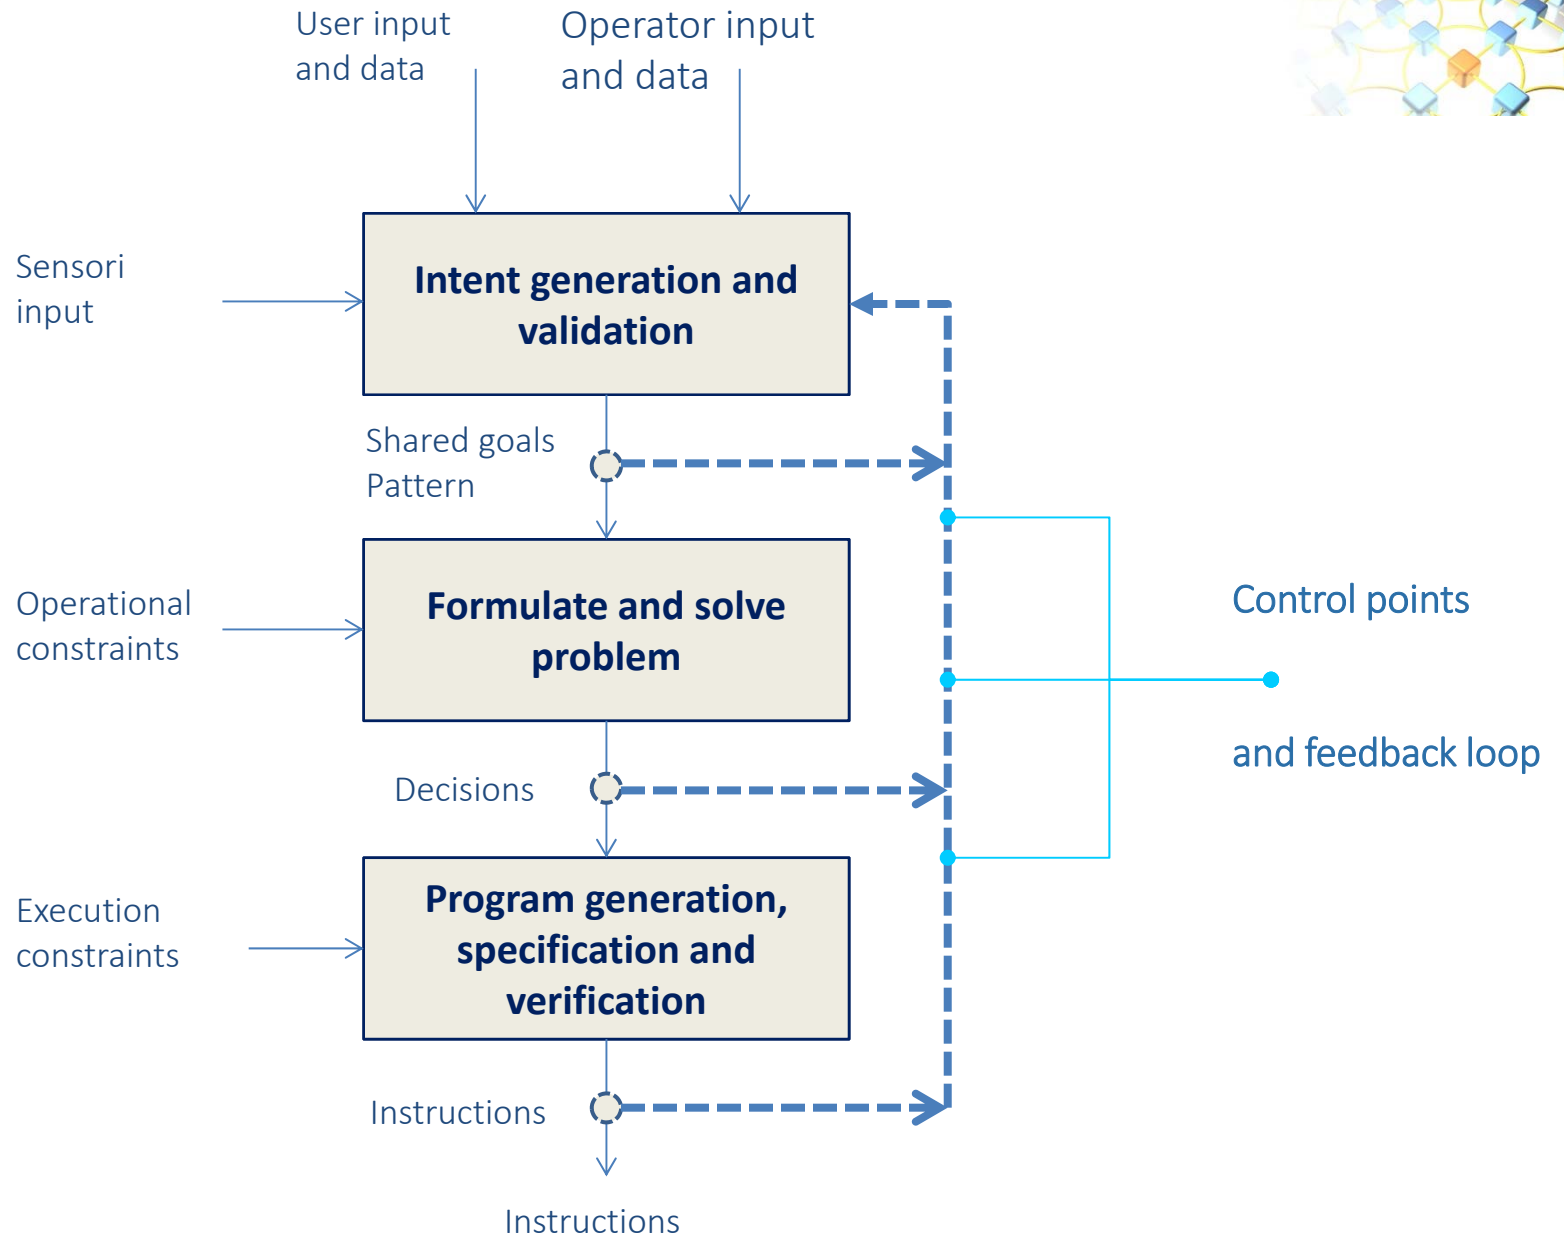 User input
and data
Operator input
and data
Sensori
input
Intent generation and
validation
Shared goals
Pattern
Operational
constraints
Formulate and solve
problem
Control points
and feedback loop
Decisions
Execution
constraints
Program generation,
specification and
verification
Instructions
Instructions